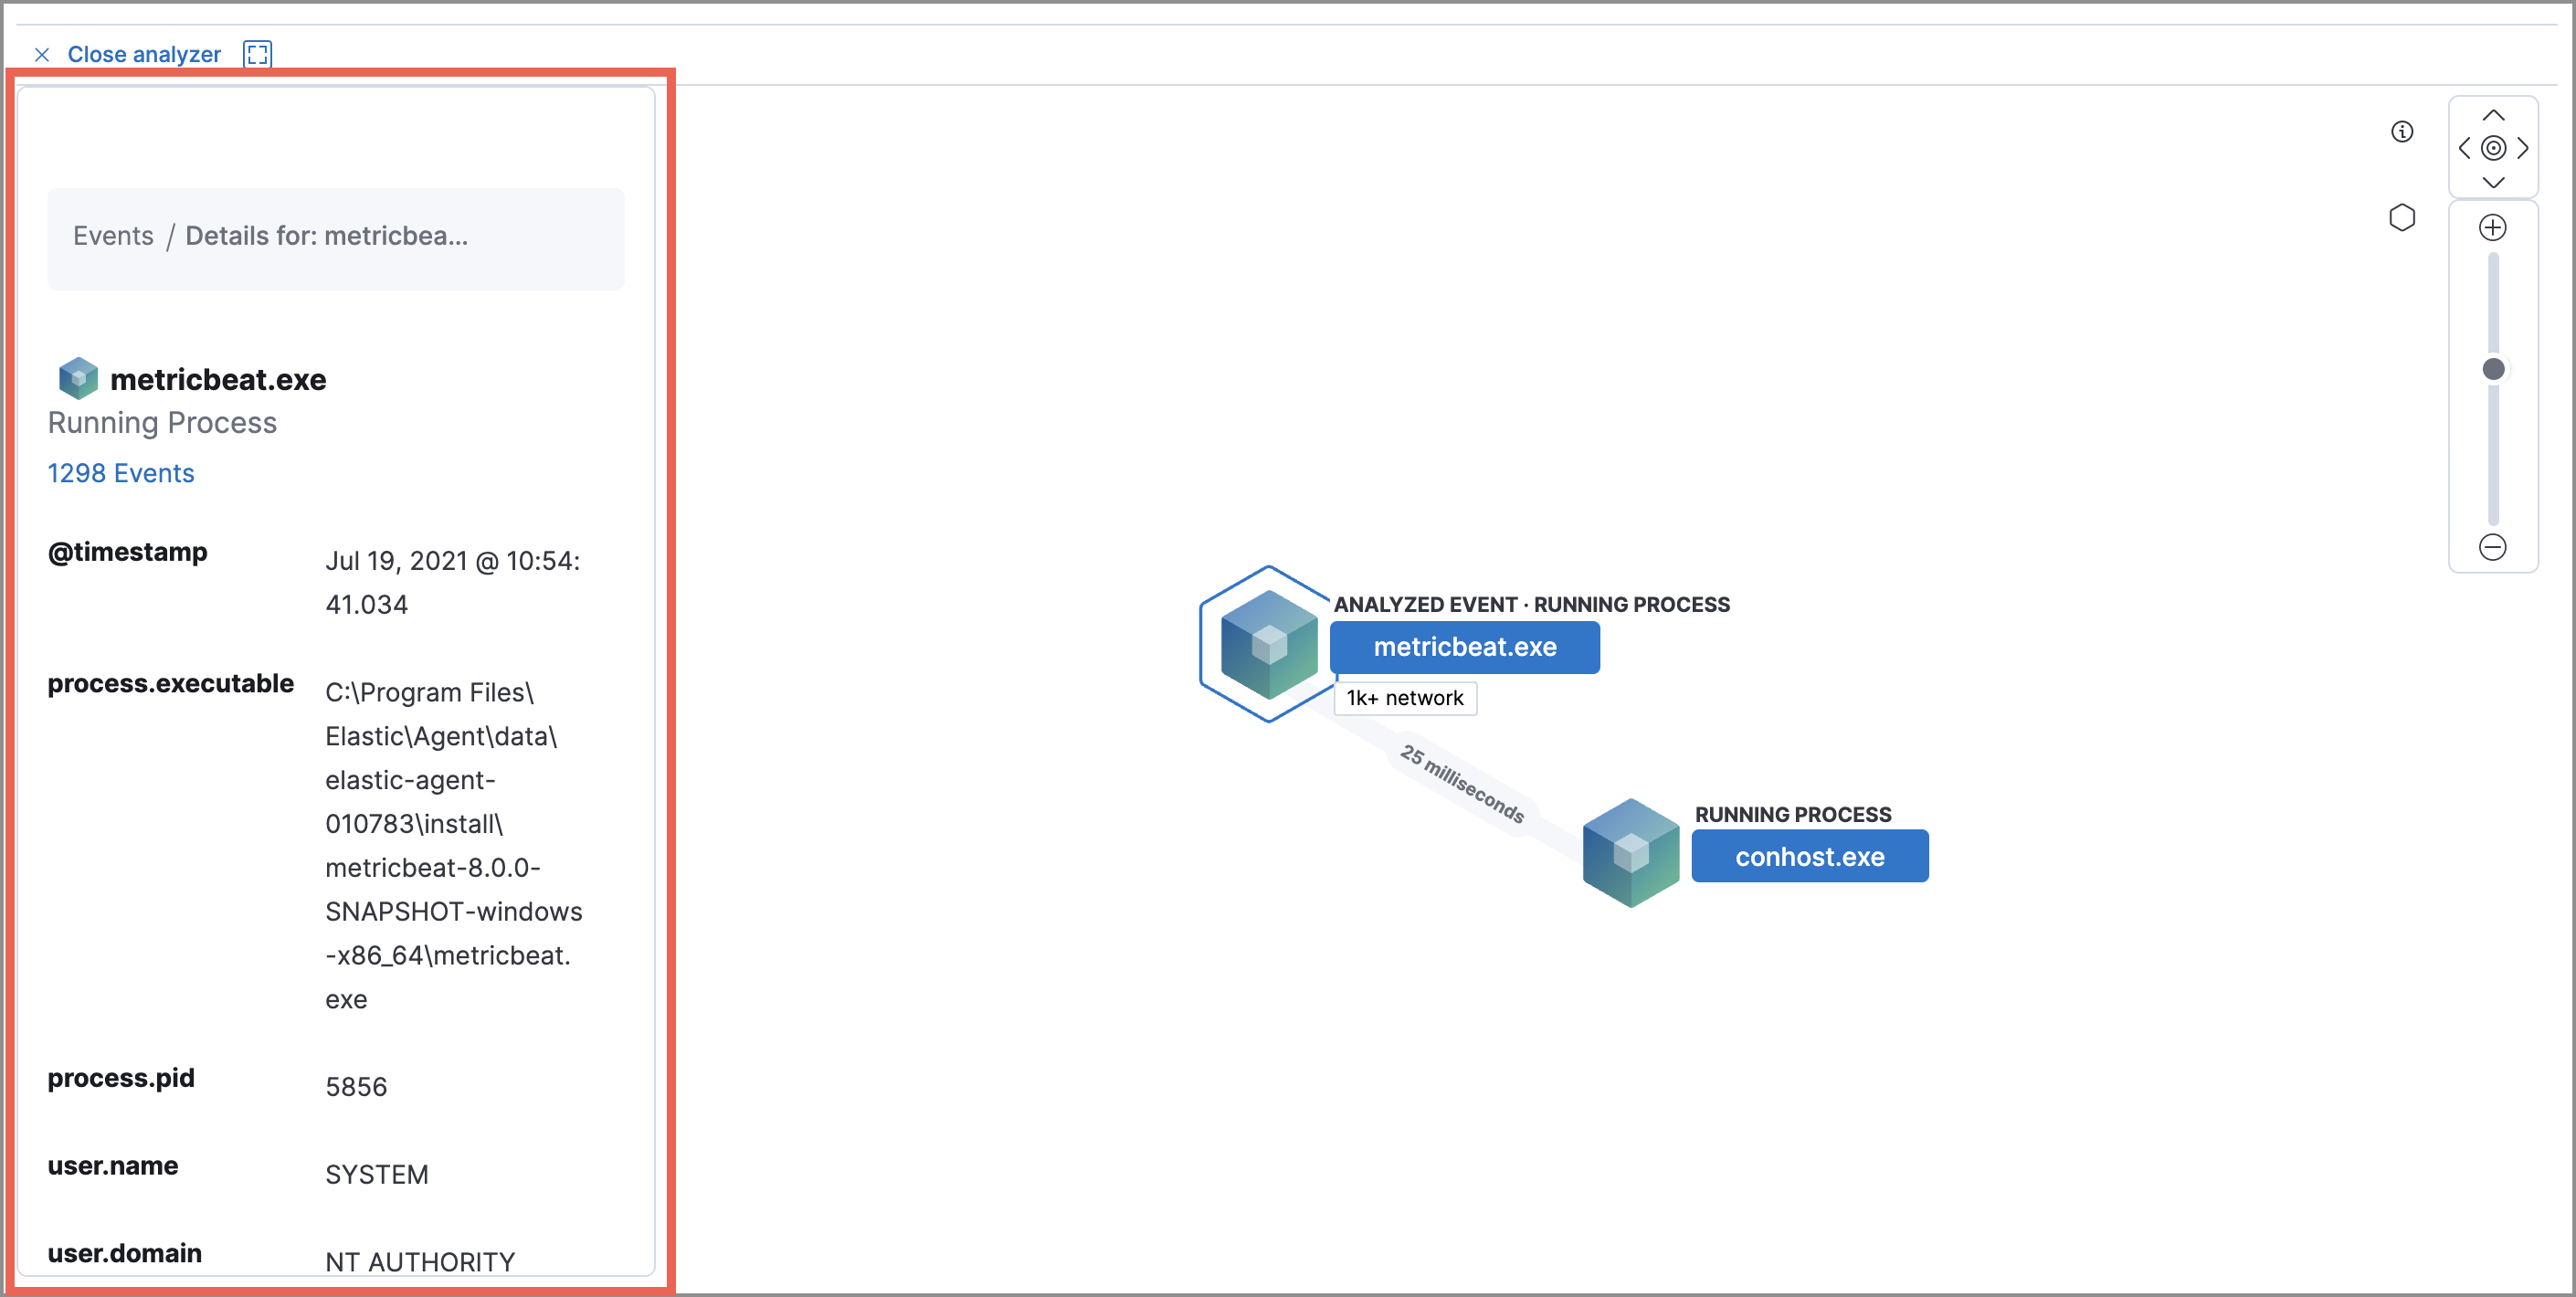 Close analyzer
Events / Details for: metricbea...
metricbeat.exe
Running Process
1298 Events
@timestamp
Jul 19, 2021 @ 10:54:
41.034
process.executable
C:\Program Files\
Elastic\Agent\data\
elastic-agent-
010783\install\
metricbeat-8.0.0-
SNAPSHOT-windows
-x86_64\metricbeat.
exe
process.pid
5856
user.name
SYSTEM
user.domain
NT AUTHORITY
ANALYZED EVENT · RUNNING PROCESS
metricbeat.exe
1k+ network
25 milliseconds
RUNNING PROCESS
conhost.exe